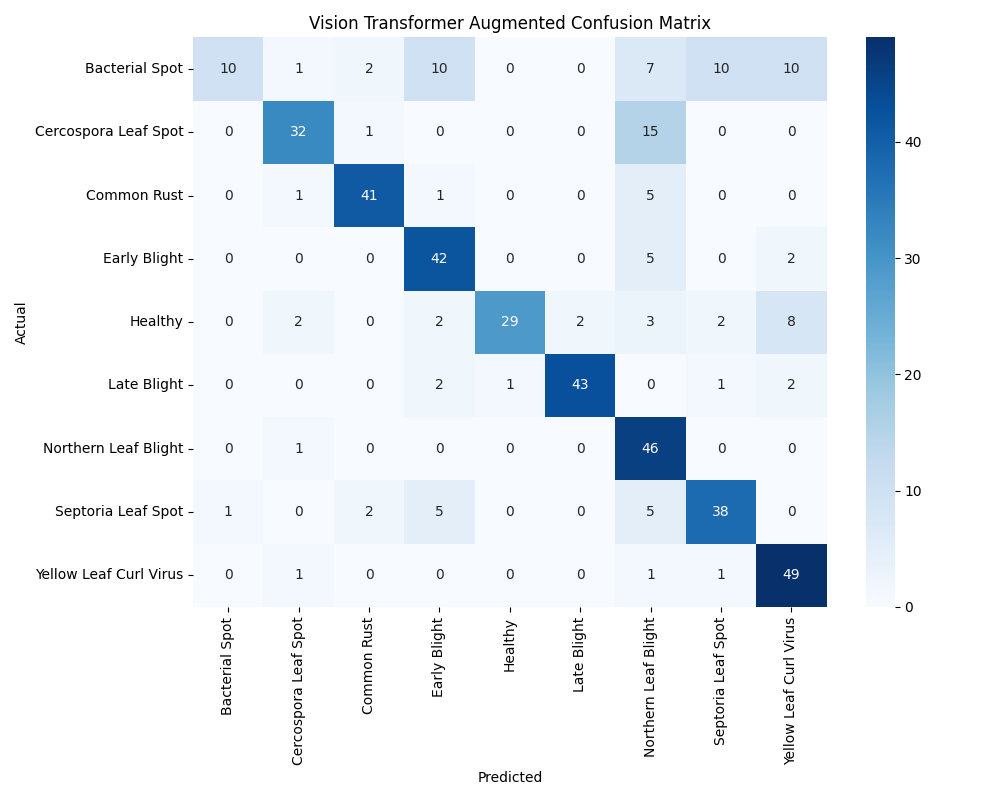 Vision Transformer Augmented Confusion Matrix
Actual
Bacterial Spot 10 1 2 10 0 0 7 10 10
Cercospora Leaf Spot 0 32 1 0 0 0 15 0 0
Common Rust 0 1 41 1 0 0 5 0 0
Early Blight 0 0 0 42 0 0 5 0 2
Healthy 0 2 0 2 29 2 3 2 8
Late Blight 0 0 0 2 1 43 0 1 2
Northern Leaf Blight 0 1 0 0 0 0 46 0 0
Septoria Leaf Spot 1 0 2 5 0 0 5 38 0
Yellow Leaf Curl Virus 0 1 0 0 0 0 1 1 49
Bacterial Spot
Cercospora Leaf Spot
Common Rust
Early Blight
Healthy
Late Blight
Northern Leaf Blight
Septoria Leaf Spot
Yellow Leaf Curl Virus
Predicted
40
30
20
10
0